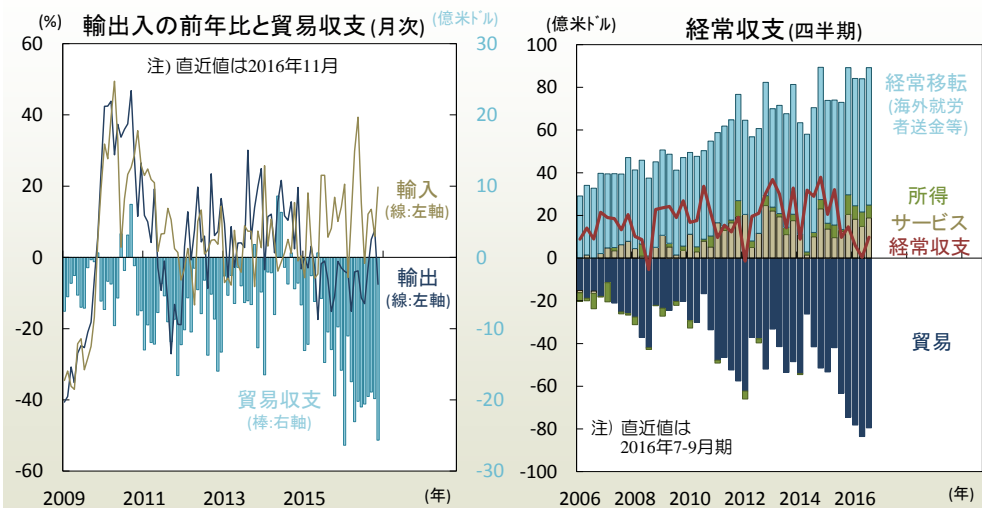 輸出入の前年比と貿易収支(月次)
(%)
(億米ドル)
注) 直近値は2016年11月
輸入
(線:左軸)
輸出
(線:左軸)
貿易収支
(棒:右軸)
60
40
20
0
-20
-40
-60
30
20
10
0
-10
-20
-30
2009 2011 2013 2015 (年)
経常収支(四半期)
(億米ドル)
経常移転
(海外就労
者送金等)
所得
サービス
経常収支
貿易
注) 直近値は
2016年7-9月期
100
80
60
40
20
0
-20
-40
-60
-80
-100
2006 2008 2010 2012 2014 2016 (年)